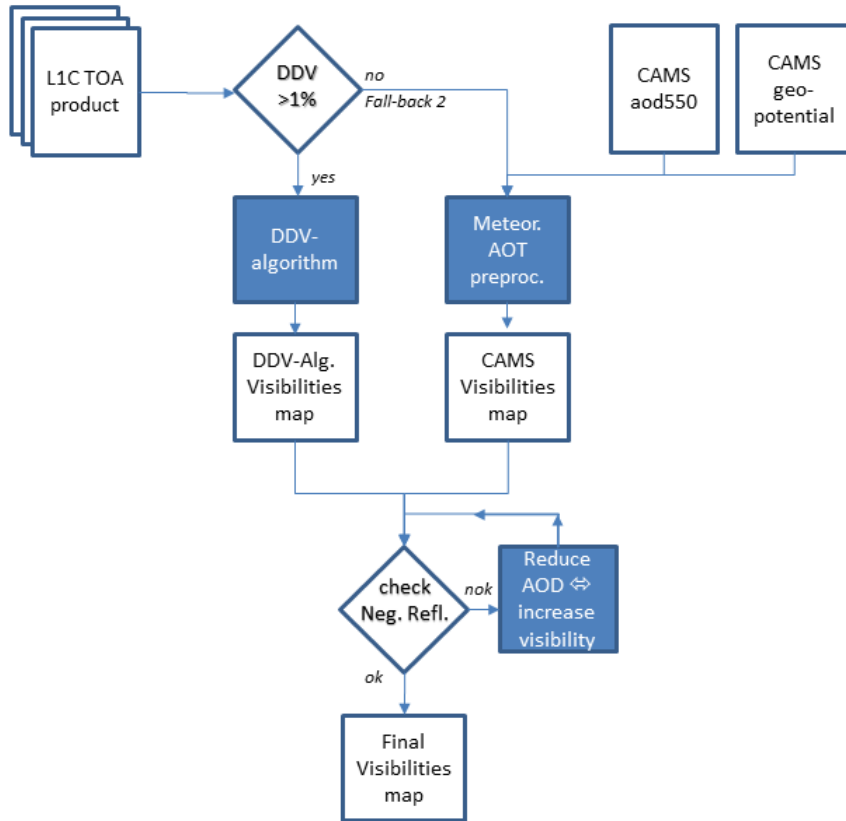 L1C TOA
product
DDV
>1%
no
Fall-back 2
CAMS
aod550
CAMS
geo-
potential
yes
DDV-
algorithm
Meteor.
AOT
preproc.
DDV-Alg.
Visibilities
map
CAMS
Visibilities
map
check
Neg. Refl.
nok
Reduce
AOD ⇔
increase
visibility
ok
Final
Visibilities
map